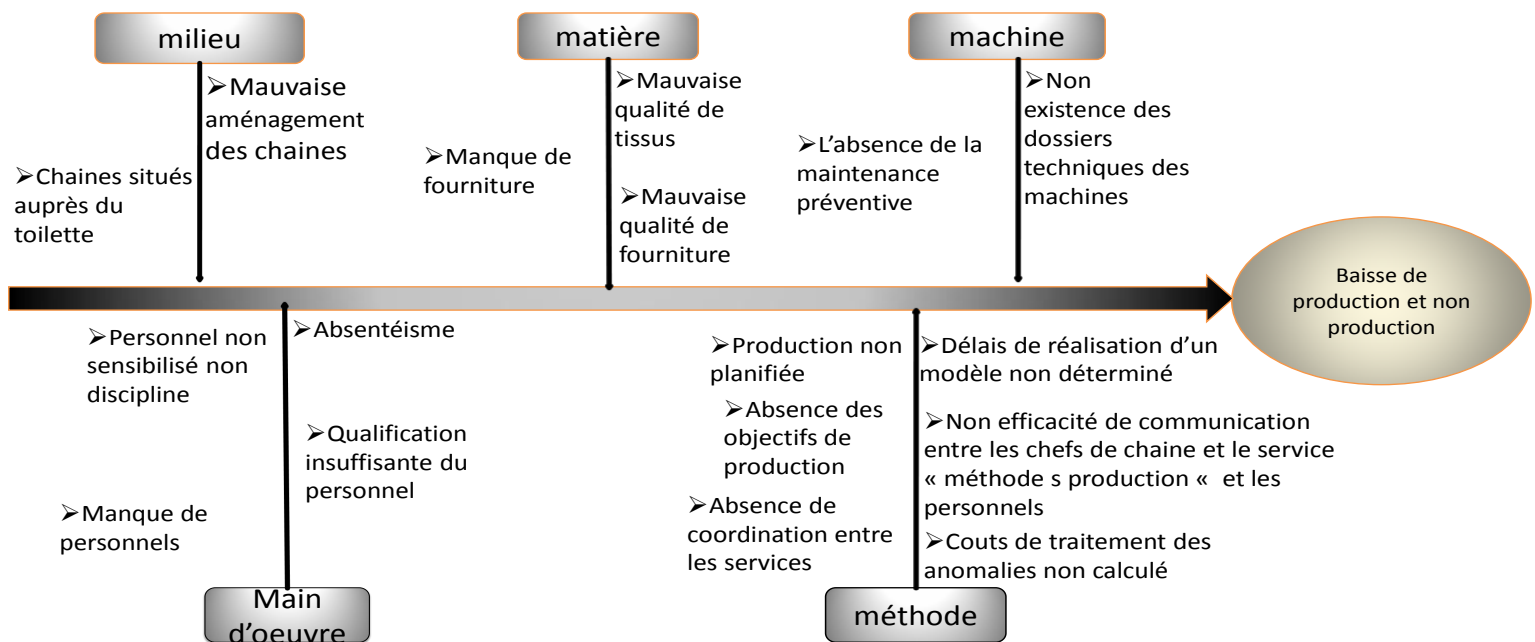 milieu
➢Mauvaise
aménagement
des chaines
➢Chaines situés
auprès du
toilette
matière
➢Mauvaise
qualité de
tissus
➢Manque de
fourniture
➢Mauvaise
qualité de
fourniture
machine
➢Non
existence des
dossiers
techniques des
machines
➢L’absence de la
maintenance
préventive
Baisse de
production et non
production
➢Personnel non
sensibilisé non
discipline
➢Absentéisme
➢Qualification
insuffisante du
personnel
➢Manque de
personnels
Main
d'oeuvre
➢Production non
planifiée
➢Absence des
objectifs de
production
➢Absence de
coordination entre
les services
➢Délais de réalisation d’un
modèle non déterminé
➢Non efficacité de communication
entre les chefs de chaine et le service
« méthode s production «  et les
personnels
➢Couts de traitement des
anomalies non calculé
méthode